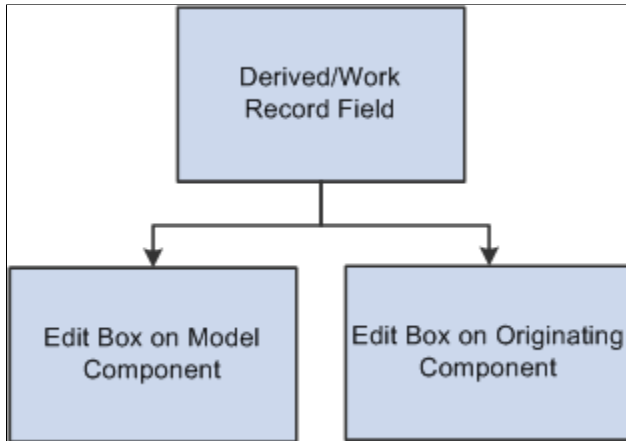 Derived/Work
Record Field
Edit Box on Model
Component
Edit Box on Originating
Component